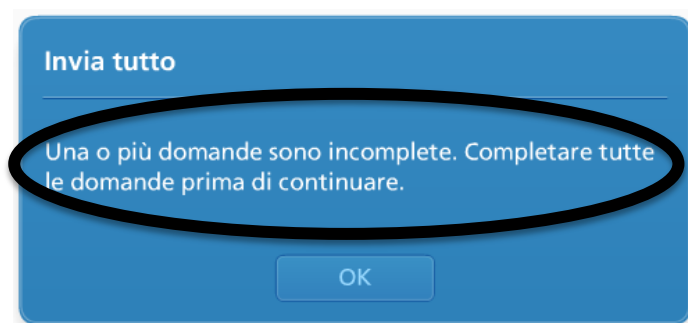 Invia tutto
Una o più domande sono incomplete. Completare tutte
le domande prima di continuare.
OK